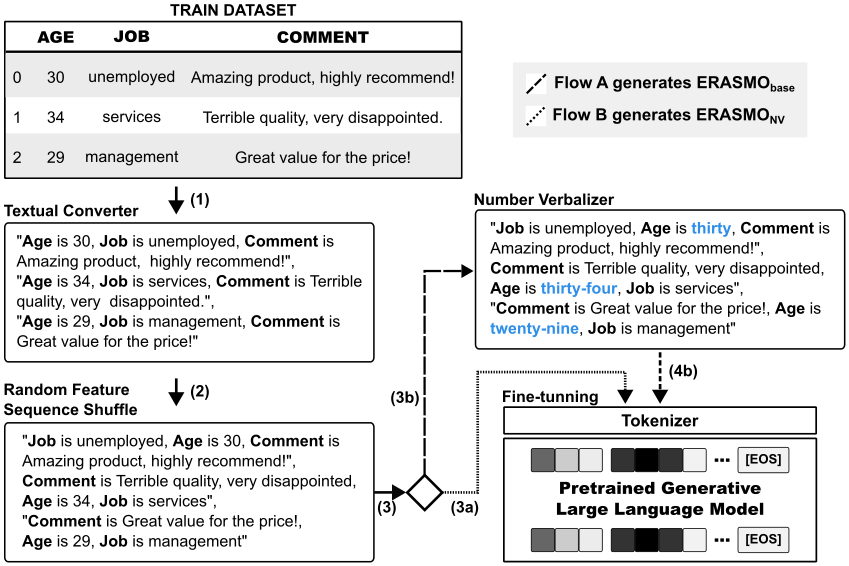 TRAIN DATASET
AGE JOB COMMENT
0 30 unemployed Amazing product, highly recommend!
1 34 services Terrible quality, very disappointed.
2 29 management Great value for the price!
Flow A generates ERASMObase
Flow B generates ERASMONV
(1)
Textual Converter
"Age is 30, Job is unemployed, Comment is
Amazing product, highly recommend!",
"Age is 34, Job is services, Comment is Terrible
quality, very disappointed.",
"Age is 29, Job is management, Comment is
Great value for the price!"
(2)
Random Feature
Sequence Shuffle
"Job is unemployed, Age is 30, Comment is
Amazing product, highly recommend!",
Comment is Terrible quality, very disappointed,
Age is 34, Job is services",
"Comment is Great value for the price!,
Age is 29, Job is management"
(3)
(3a)
(3b)
Number Verbalizer
"Job is unemployed, Age is thirty, Comment is
Amazing product, highly recommend!",
Comment is Terrible quality, very disappointed,
Age is thirty-four, Job is services",
"Comment is Great value for the price!, Age is
twenty-nine, Job is management"
(4b)
Fine-tunning
Tokenizer
... [EOS]
Pretrained Generative
Large Language Model
... [EOS]